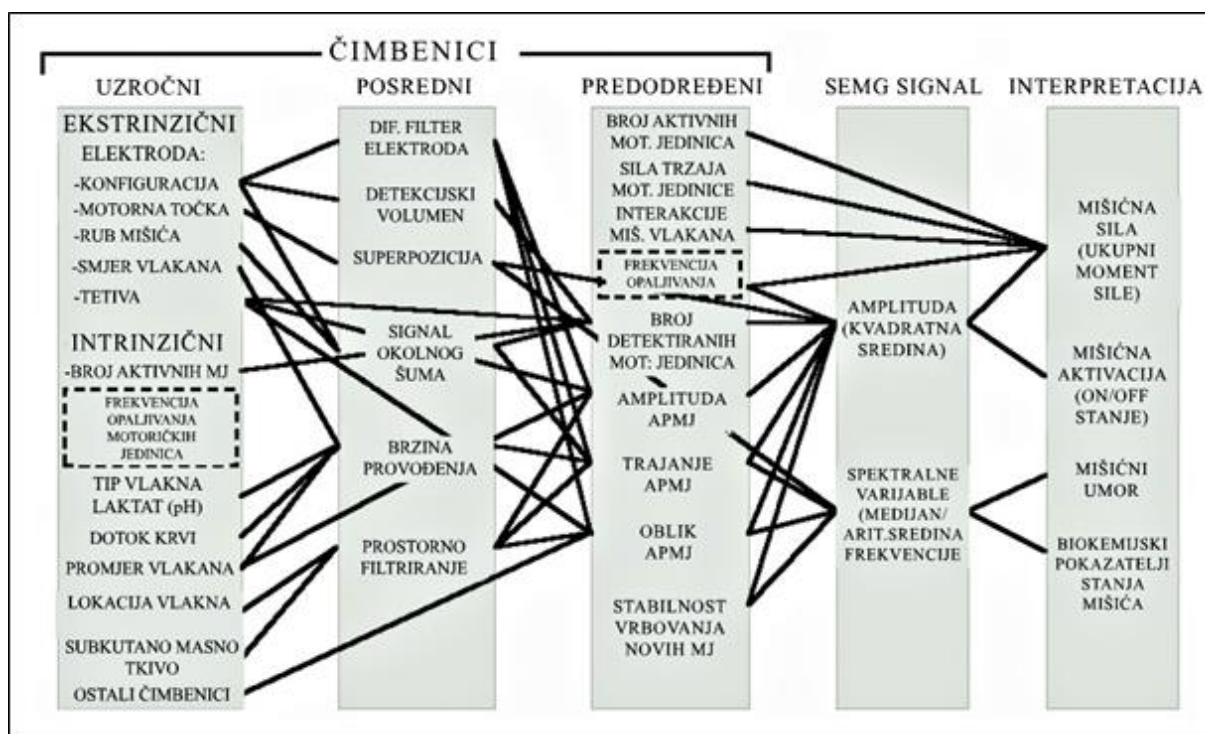 ČIMBENICI
UZROČNI
EKSTRINZIČNI
ELEKTRODA:
-KONFIGURACIJA
-MOTORNA TOČKA
-RUB MIŠIĆA
-SMJER VLAKANA
-TETIVA
INTRINZIČNI
-BROJ AKTIVNIH MJ
FREKVENCIJA
OPALJIVANJA
MOTORIČKIH
JEDINICA
TIP VLAKNA
LAKTAT (pH)
DOTOK KRVI
PROMJER VLAKANA
LOKACIJA VLAKNA
SUBKUTANO MASNO
TKIVO
OSTALI ČIMBENICI
POSREDNI
DIF. FILTER
ELEKTRODA
DETEKCIJSKI
VOLUMEN
SUPERPOZICIJA
SIGNAL
OKOLNOG
ŠUMA
BRZINA
PROVOĐENJA
PROSTORNO
FILTRIRANJE
PREDODREĐENI
BROJ AKTIVNIH
MOT. JEDINICA
SILA TRZAJA
MOT. JEDINICE
INTERAKCIJE
MIŠ. VLAKANA
FREKVENCIJA
OPALJIVANJA
BROJ
DETEKTIRANIH
MOT: JEDINICA
AMPLITUDA
APMJ
TRAJANJE
APMJ
OBLIK
APMJ
STABILNOST
VRBOVANJA
NOVIH MJ
SEMG SIGNAL
AMPLITUDA
(KVADRATNA
SREDINA)
SPEKTRALNE
VARIJABLE
(MEDIJAN/
ARIT.SREDINA
FREKVENCIJE
INTERPRETACIJA
MIŠIĆNA
SILA
(UKUPNI
MOMENT
SILE)
MIŠIĆNA
AKTIVACIJA
(ON/OFF
STANJE)
MIŠIĆNI
UMOR
BIOKEMIJSKI
POKAZATELJI
STANJA
MIŠIĆA